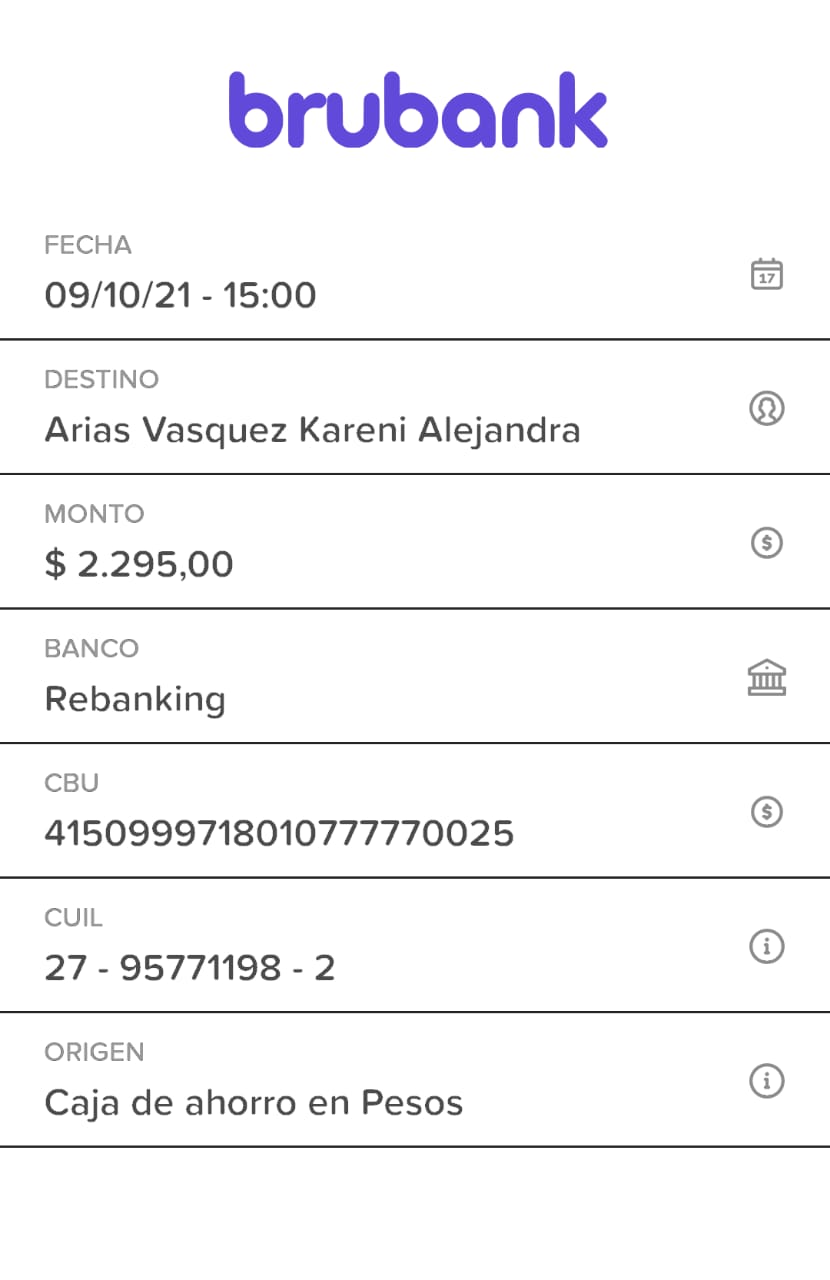 brubank
FECHA
09/10/21 - 15:00
17
DESTINO
Arias Vasquez Kareni Alejandra
MONTO
$ 2.295,00
$
BANCO
Rebanking
CBU
4150999718010777770025
$
CUIL
27 - 95771198 - 2
i
ORIGEN
Caja de ahorro en Pesos
i